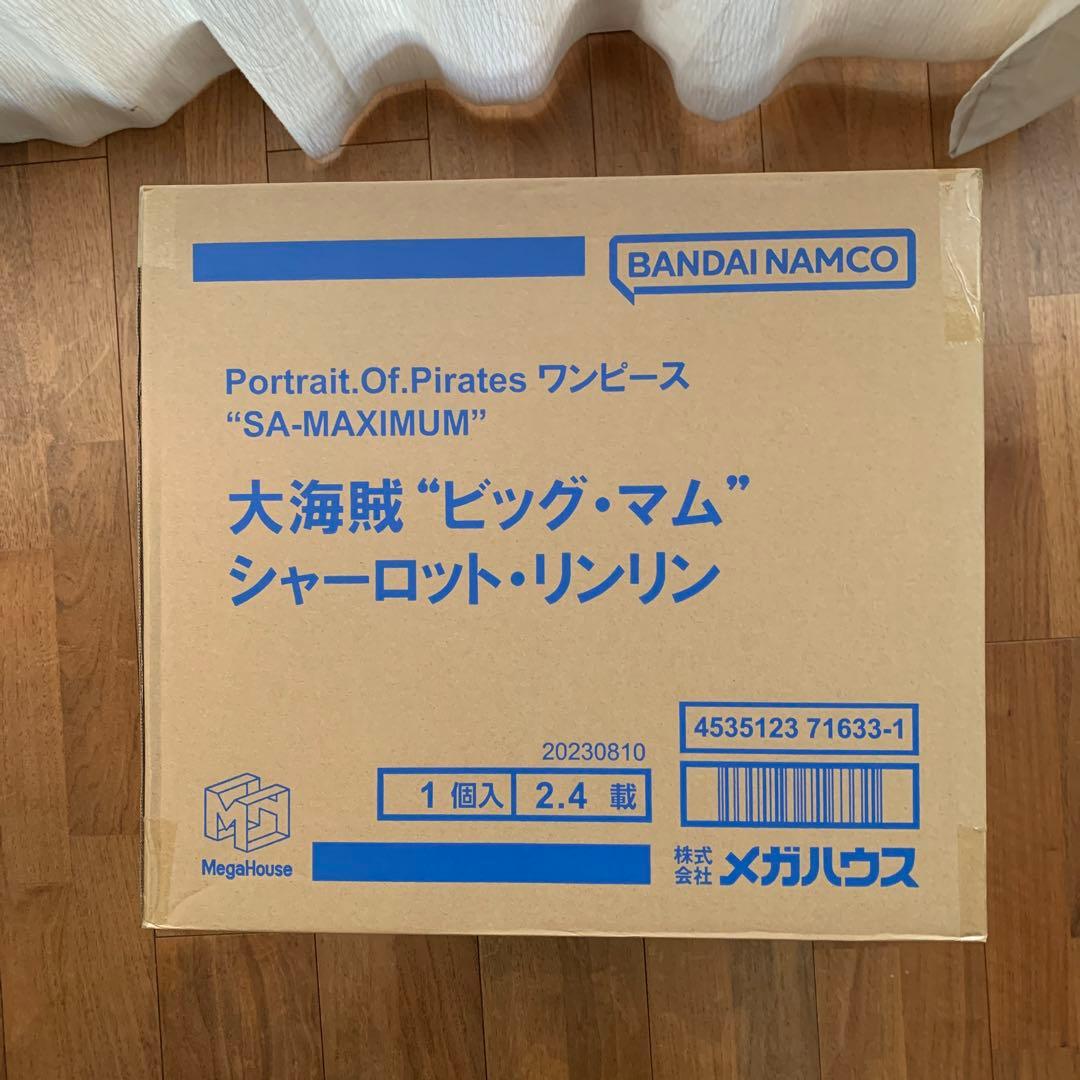 BANDAI NAMCO
Portrait.Of.Pirates ワンピース
“SA-MAXIMUM”
大海賊“ビッグ・マム”
シャーロット・リンリン
4535123 71633-1
20230810
1個入 2.4 載
MegaHouse
株式会社 メガハウス